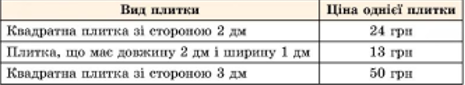 Вид плитки Ціна однієї плитки
Квадратна плитка зі стороною 2 дм 24 грн
Плитка, що має довжину 2 дм і ширину 1 дм 13 грн
Квадратна плитка зі стороною 3 дм 50 грн